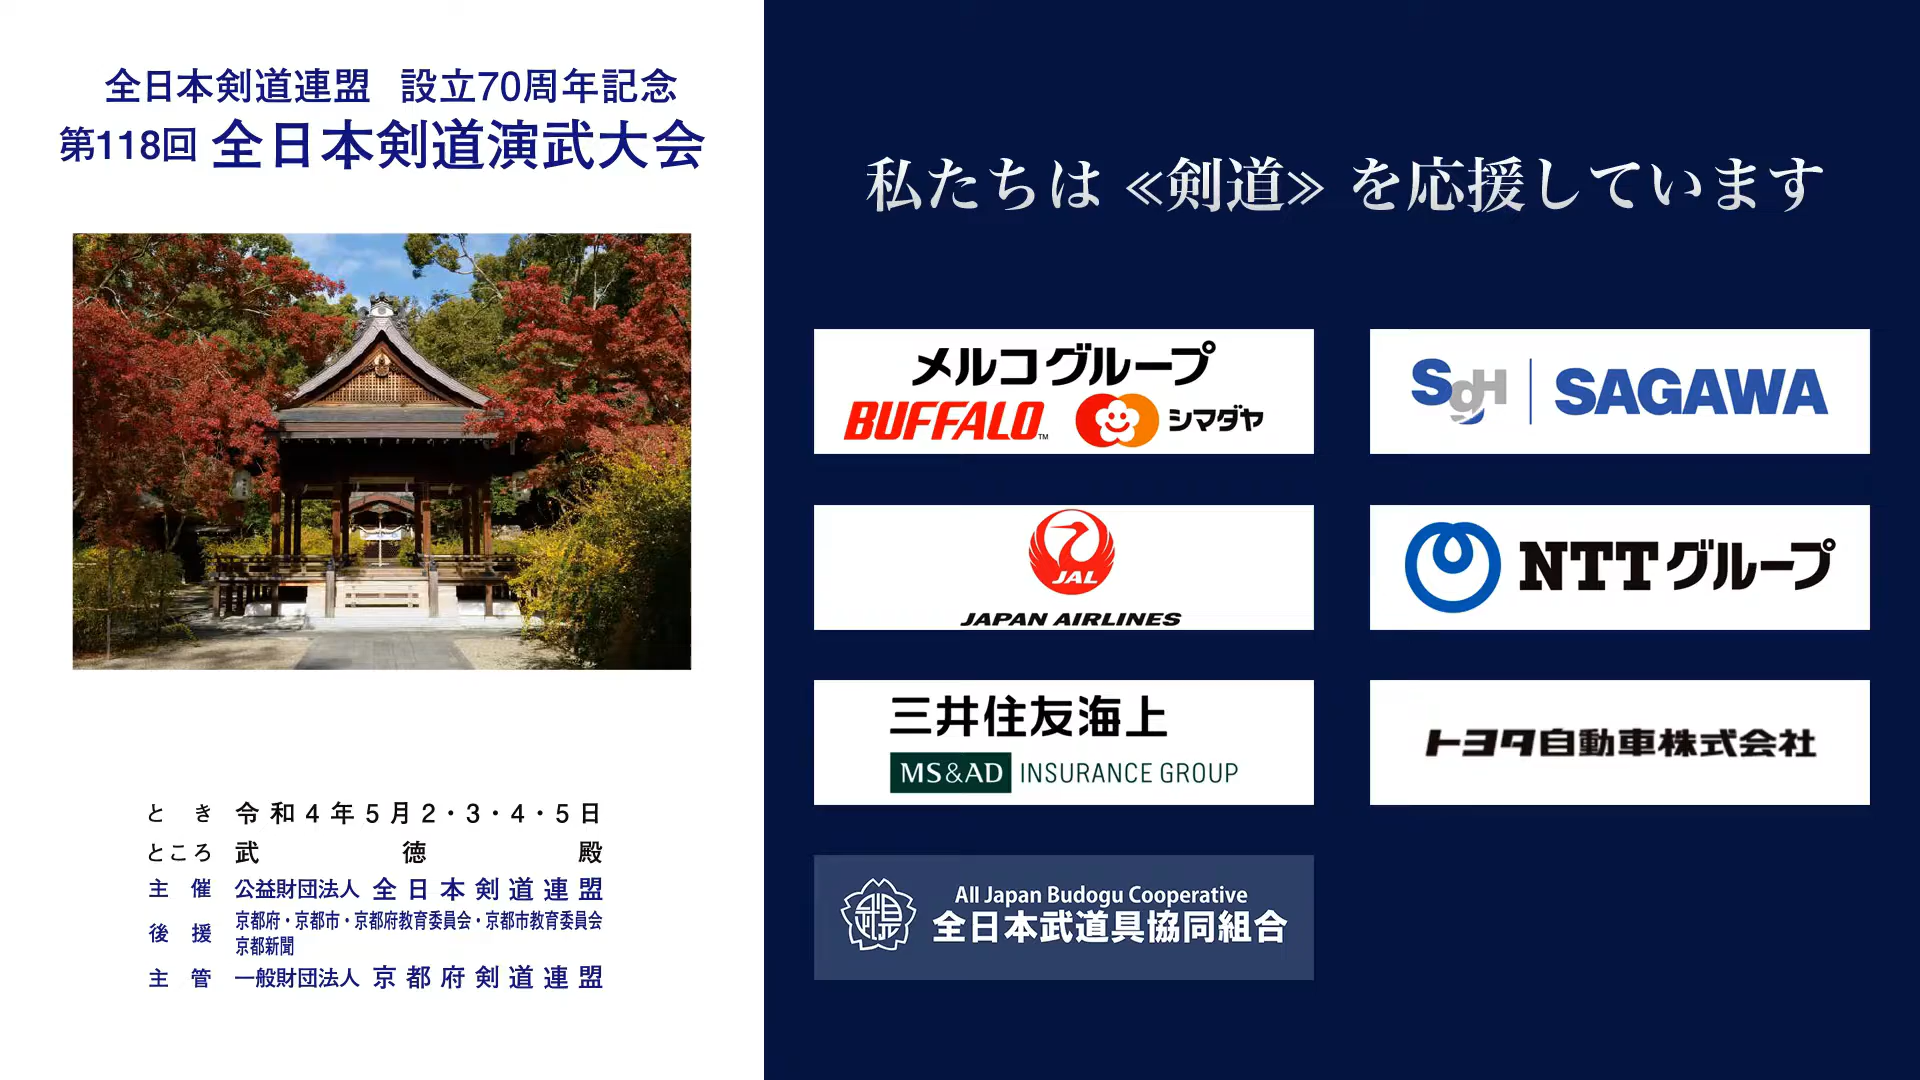 全日本剣道連盟 設立70周年記念
第118回 全日本剣道演武大会
とき 令和4年5月2・3・4・5日
ところ 武徳殿
主催 公益財団法人 全日本剣道連盟
後援 京都府・京都市・京都府教育委員会・京都市教育委員会
京都新聞
主管 一般財団法人 京都府剣道連盟
私たちは ≪剣道≫ を応援しています
メルコグループ
BUFFALO™ シマダヤ
SGH SAGAWA
JAL
JAPAN AIRLINES
NTTグループ
三井住友海上
MS&AD INSURANCE GROUP
トヨタ自動車株式会社
All Japan Budogu Cooperative
全日本武道具協同組合